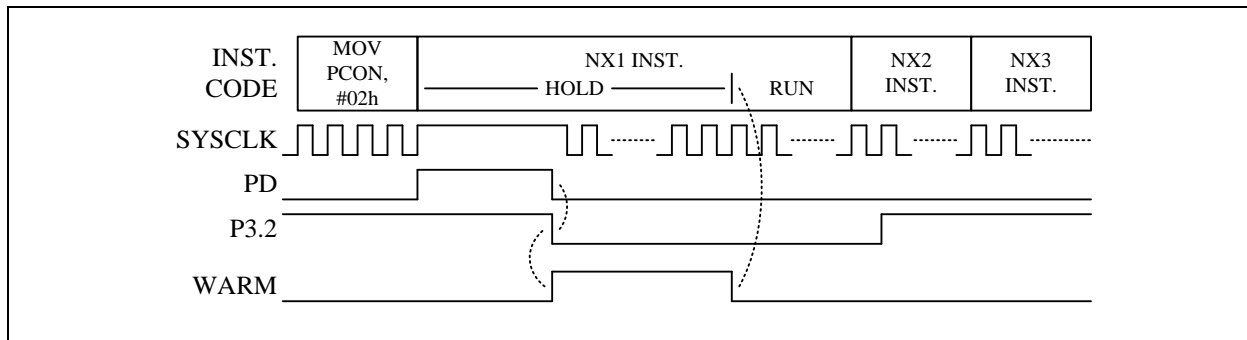 INST.
CODE
MOV
PCON,
#02h
NX1 INST.
HOLD
RUN
NX2
INST.
NX3
INST.
SYSCLK
PD
P3.2
WARM